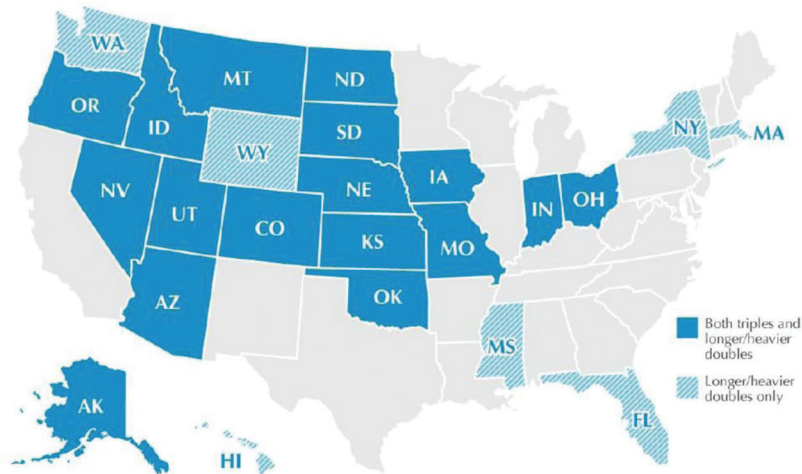 WA
MT
ND
OR
ID
SD
WY
NY
MA
NV
NE
IA
UT
CO
IN
OH
KS
MO
AZ
OK
MS
Both triples and
longer/heavier
doubles
Longer/heavier
doubles only
AK
HI
FL